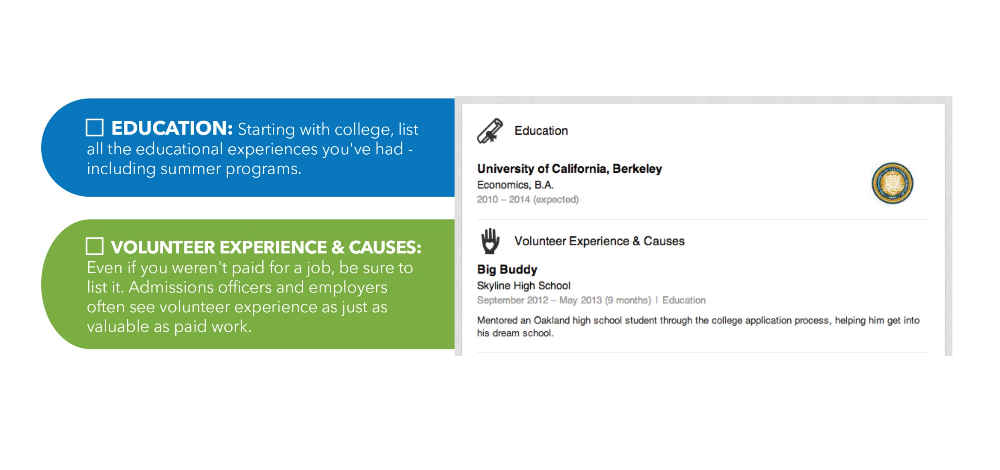 EDUCATION: Starting with college, list
all the educational experiences you've had -
including summer programs.
VOLUNTEER EXPERIENCE & CAUSES:
Even if you weren't paid for a job, be sure to
list it. Admissions officers and employers
often see volunteer experience as just as
valuable as paid work.
Education
University of California, Berkeley
Economics, B.A.
2010 – 2014 (expected)
Volunteer Experience & Causes
Big Buddy
Skyline High School
September 2012 – May 2013 (9 months) | Education
Mentored an Oakland high school student through the college application process, helping him get into
his dream school.